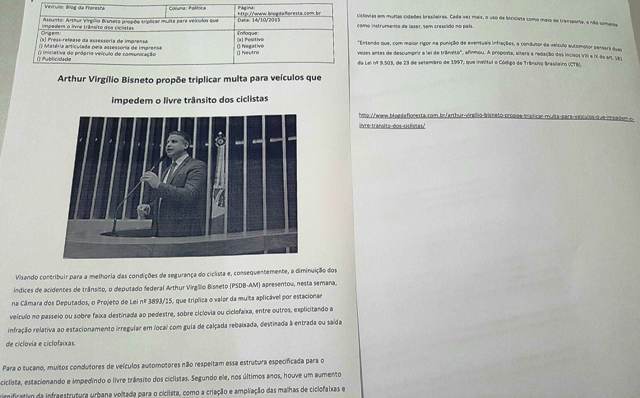 Veículo: Blog da Floresta
Coluna: Política
Página:
http://www.blogdafloresta.com.br
Assunto: Arthur Virgílio Bisneto propõe triplicar multa para veículos que
impedem o livre trânsito dos ciclistas
Data: 14/10/2015
Origem:
(x) Press-release da assessoria de imprensa
() Matéria articulada pela assessoria de imprensa
() Iniciativa do próprio veículo de comunicação
() Publicidade
Enfoque:
(x) Positivo
() Negativo
() Neutro
Arthur Virgílio Bisneto propõe triplicar multa para veículos que
impedem o livre trânsito dos ciclistas
Visando contribuir para a melhoria das condições de segurança do ciclista e, consequentemente, a diminuição dos
índices de acidentes de trânsito, o deputado federal Arthur Virgílio Bisneto (PSDB-AM) apresentou, nesta semana,
na Câmara dos Deputados, o Projeto de Lei nº 3893/15, que triplica o valor da multa aplicável por estacionar
veículo no passeio ou sobre faixa destinada ao pedestre, sobre ciclovia ou ciclofaixa, entre outros, explicitando a
infração relativa ao estacionamento irregular em local com guia de calçada rebaixada, destinada à entrada ou saída
de ciclovia e ciclofaixas.
Para o tucano, muitos condutores de veículos automotores não respeitam essa estrutura especificada para o
ciclista, estacionando e impedindo o livre trânsito dos ciclistas. Segundo ele, nos últimos anos, houve um aumento
significativo da infraestrutura urbana voltada para o ciclista, como a criação e ampliação das malhas de ciclofaixas e
ciclovias em muitas cidades brasileiras. Cada vez mais, o uso da bicicleta como meio de transporte, e não somente
como instrumento de lazer, tem crescido no país.
"Entendo que, com maior rigor na punição de eventuais infrações, o condutor de veículo automotor pensará duas
vezes antes de descumprir a lei de trânsito", afirmou. A proposta, altera a redação dos incisos VIII e IX do art. 181
da Lei nº 9.503, de 23 de setembro de 1997, que institui o Código de Trânsito Brasileiro (CTB).
http://www.blogdafloresta.com.br/arthur-virgilio-bisneto-propoe-triplicar-multa-para-veiculos-que-impedem-o-
livre-transito-dos-ciclistas/